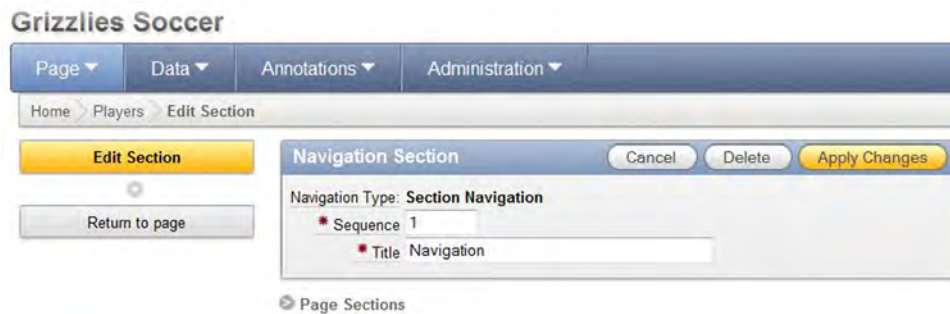 Grizzlies Soccer
Page Data Annotations Administration
Home Players Edit Section
Edit Section
Return to page
Navigation Section Cancel Delete Apply Changes
Navigation Type: Section Navigation
* Sequence 1
* Title Navigation
Page Sections